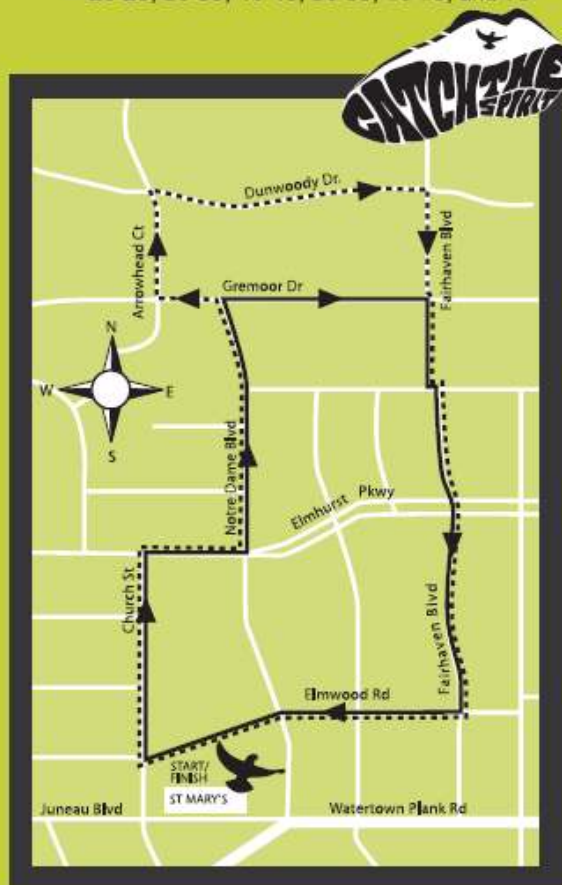 CATCH THE
SPIRIT
Dunwoody Dr.
Arrowhead Ct
Fairhaven Blvd
Gremoor Dr
N
W
E
S
Notre Dame Blvd
Elmhurst Pkwy
Church St
Fairhaven Blvd
Elmwood Rd
START/
FINISH
ST MARY'S
Juneau Blvd
Watertown Plank Rd